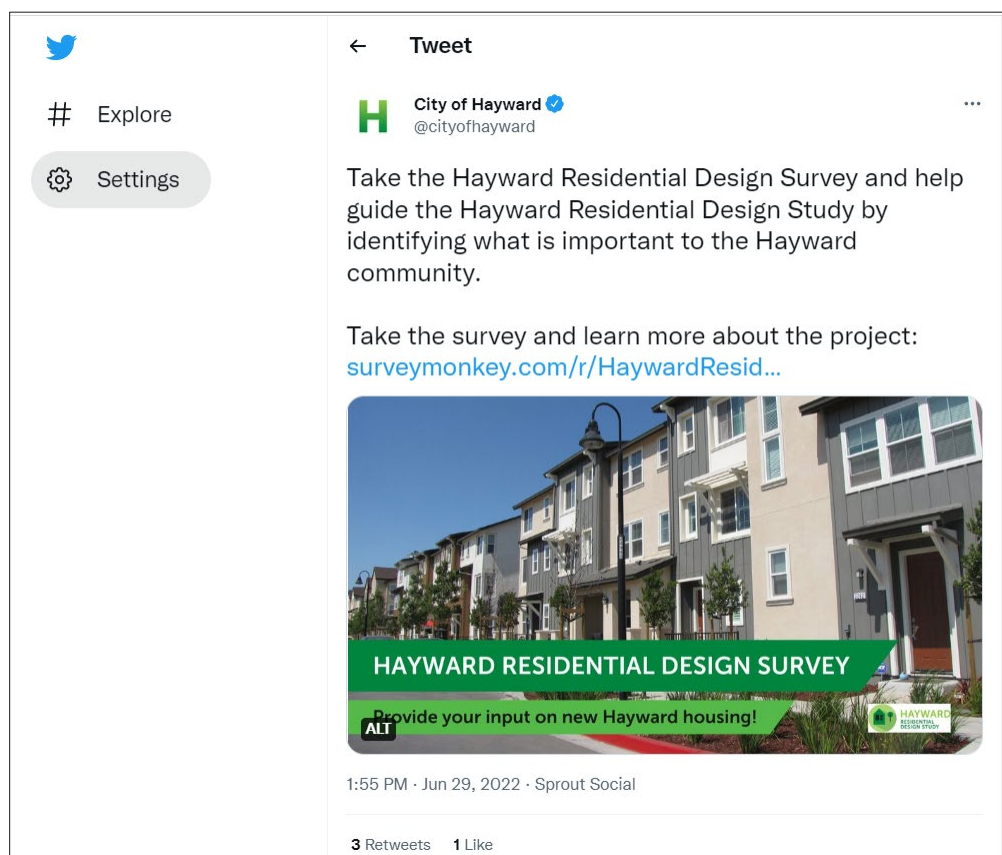 Tweet
Explore
Settings
City of Hayward
@cityofhayward
Take the Hayward Residential Design Survey and help
guide the Hayward Residential Design Study by
identifying what is important to the Hayward
community.
Take the survey and learn more about the project:
surveymonkey.com/r/HaywardResid...
HAYWARD RESIDENTIAL DESIGN SURVEY
Provide your input on new Hayward housing!
ALT
HAYWARD
RESIDENTIAL
DESIGN STUDY
1:55 PM · Jun 29, 2022 · Sprout Social
3 Retweets 1 Like